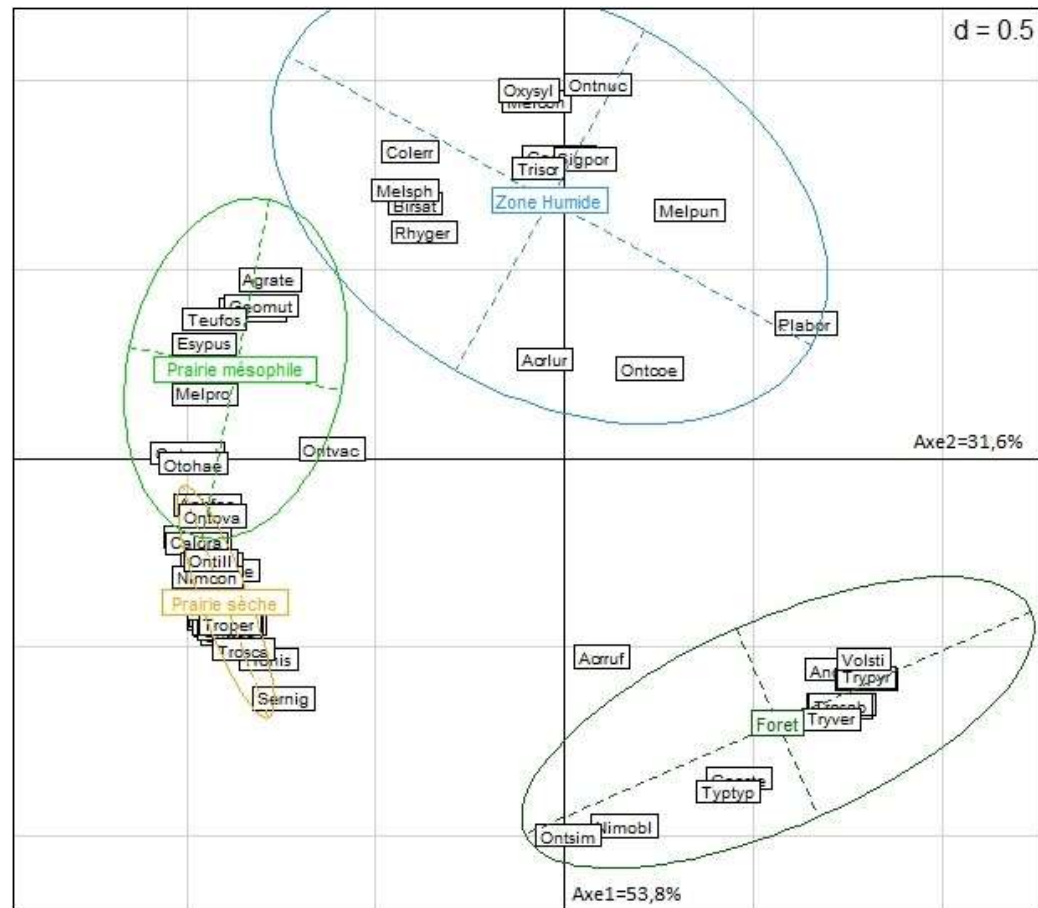 d = 0.5
Oxysyl
Ontnuc
Colerr
Sigpor
Trisor
Melsph
Birsat
Zone Humide
Melpun
Rhyger
Agrate
Geomut
Teufos
Plabor
Esypus
Aorlur
Prairie mésophile
Ontcoe
Melpro
Axe2=31,6%
Ontvac
Otohae
Ontova
Calora
Ontill
Nimcon
Prairie sèche
Troper
Trosca
Aorruf
Volsti
Trypyr
Sernig
Tryver
Foret
Typtyp
Nimobl
Ontsim
Axe1=53,8%